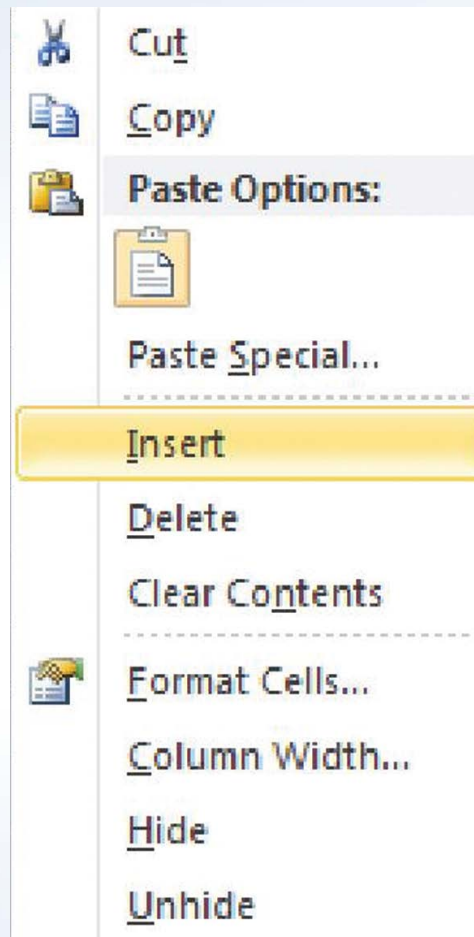 Cut
Copy
Paste Options:
Paste Special...
Insert
Delete
Clear Contents
Format Cells...
Column Width...
Hide
Unhide